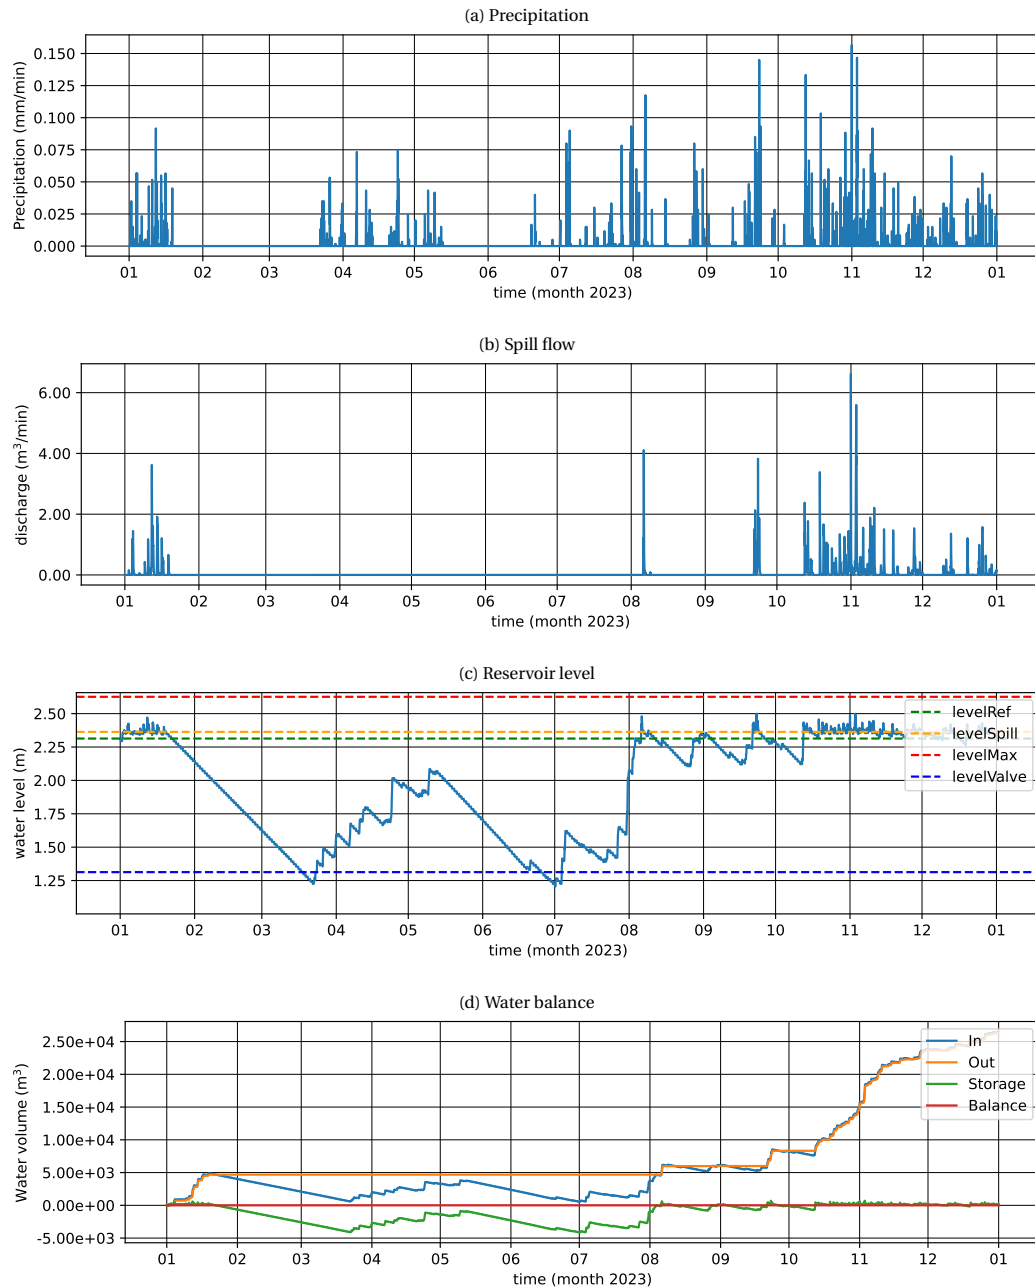 (a) Precipitation
Precipitation (mm/min)
0.150
0.125
0.100
0.075
0.050
0.025
0.000
01 02 03 04 05 06 07 08 09 10 11 12 01
time (month 2023)
(b) Spill flow
discharge (m³/min)
6.00
4.00
2.00
0.00
01 02 03 04 05 06 07 08 09 10 11 12 01
time (month 2023)
(c) Reservoir level
water level (m)
2.50
2.25
2.00
1.75
1.50
1.25
levelRef
levelSpill
levelMax
levelValve
01 02 03 04 05 06 07 08 09 10 11 12 01
time (month 2023)
(d) Water balance
Water volume (m³)
2.50e+04
2.00e+04
1.50e+04
1.00e+04
5.00e+03
0.00e+00
-5.00e+03
In
Out
Storage
Balance
01 02 03 04 05 06 07 08 09 10 11 12 01
time (month 2023)